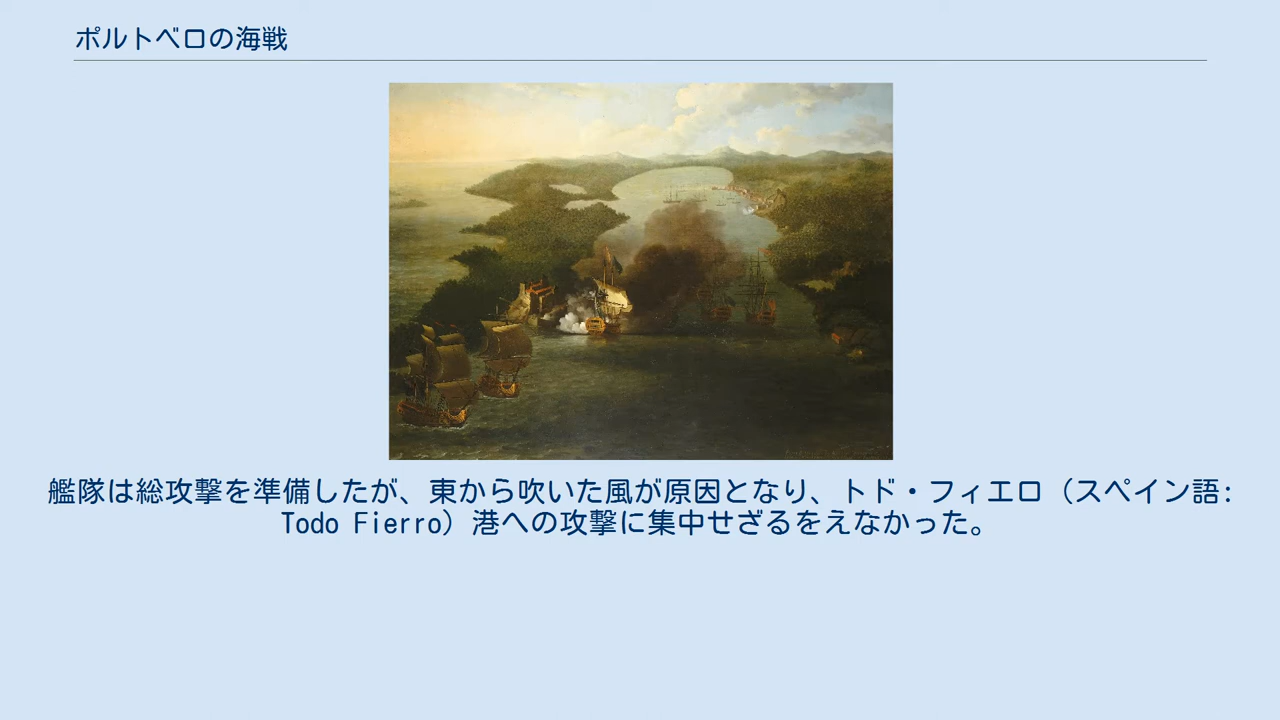 ポルトベロの海戦
艦隊は総攻撃を準備したが、東から吹いた風が原因となり、トド・フィエロ（スペイン語:
Todo Fierro）港への攻撃に集中せざるをえなかった。